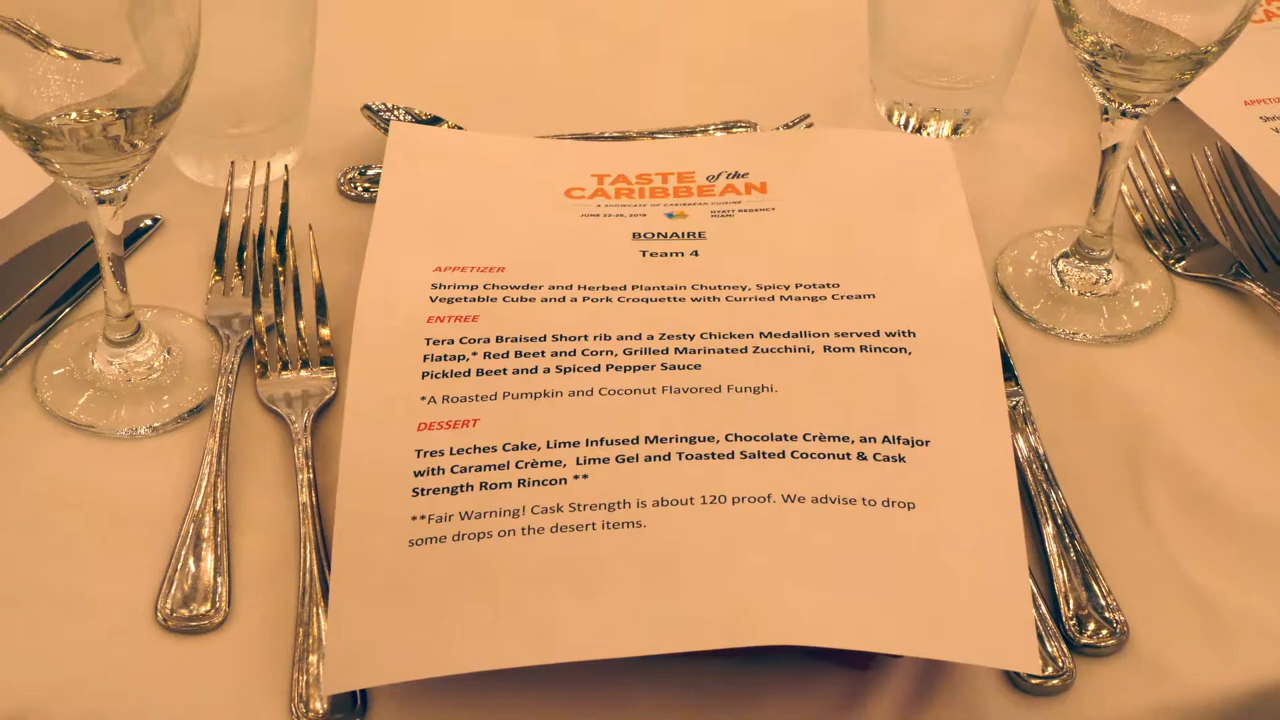 TASTE of the
CARIBBEAN
A SHOWCASE OF CARIBBEAN CUISINE
JUNE 22-26, 2018 HYATT REGENCY
MIAMI
BONAIRE
Team 4
APPETIZER
Shrimp Chowder and Herbed Plantain Chutney, Spicy Potato
Vegetable Cube and a Pork Croquette with Curried Mango Cream
ENTREE
Tera Cora Braised Short rib and a Zesty Chicken Medallion served with
Flatap,* Red Beet and Corn, Grilled Marinated Zucchini, Rom Rincon,
Pickled Beet and a Spiced Pepper Sauce
*A Roasted Pumpkin and Coconut Flavored Funghi.
DESSERT
Tres Leches Cake, Lime Infused Meringue, Chocolate Crème, an Alfajor
with Caramel Crème, Lime Gel and Toasted Salted Coconut & Cask
Strength Rom Rincon **
**Fair Warning! Cask Strength is about 120 proof. We advise to drop
some drops on the desert items.